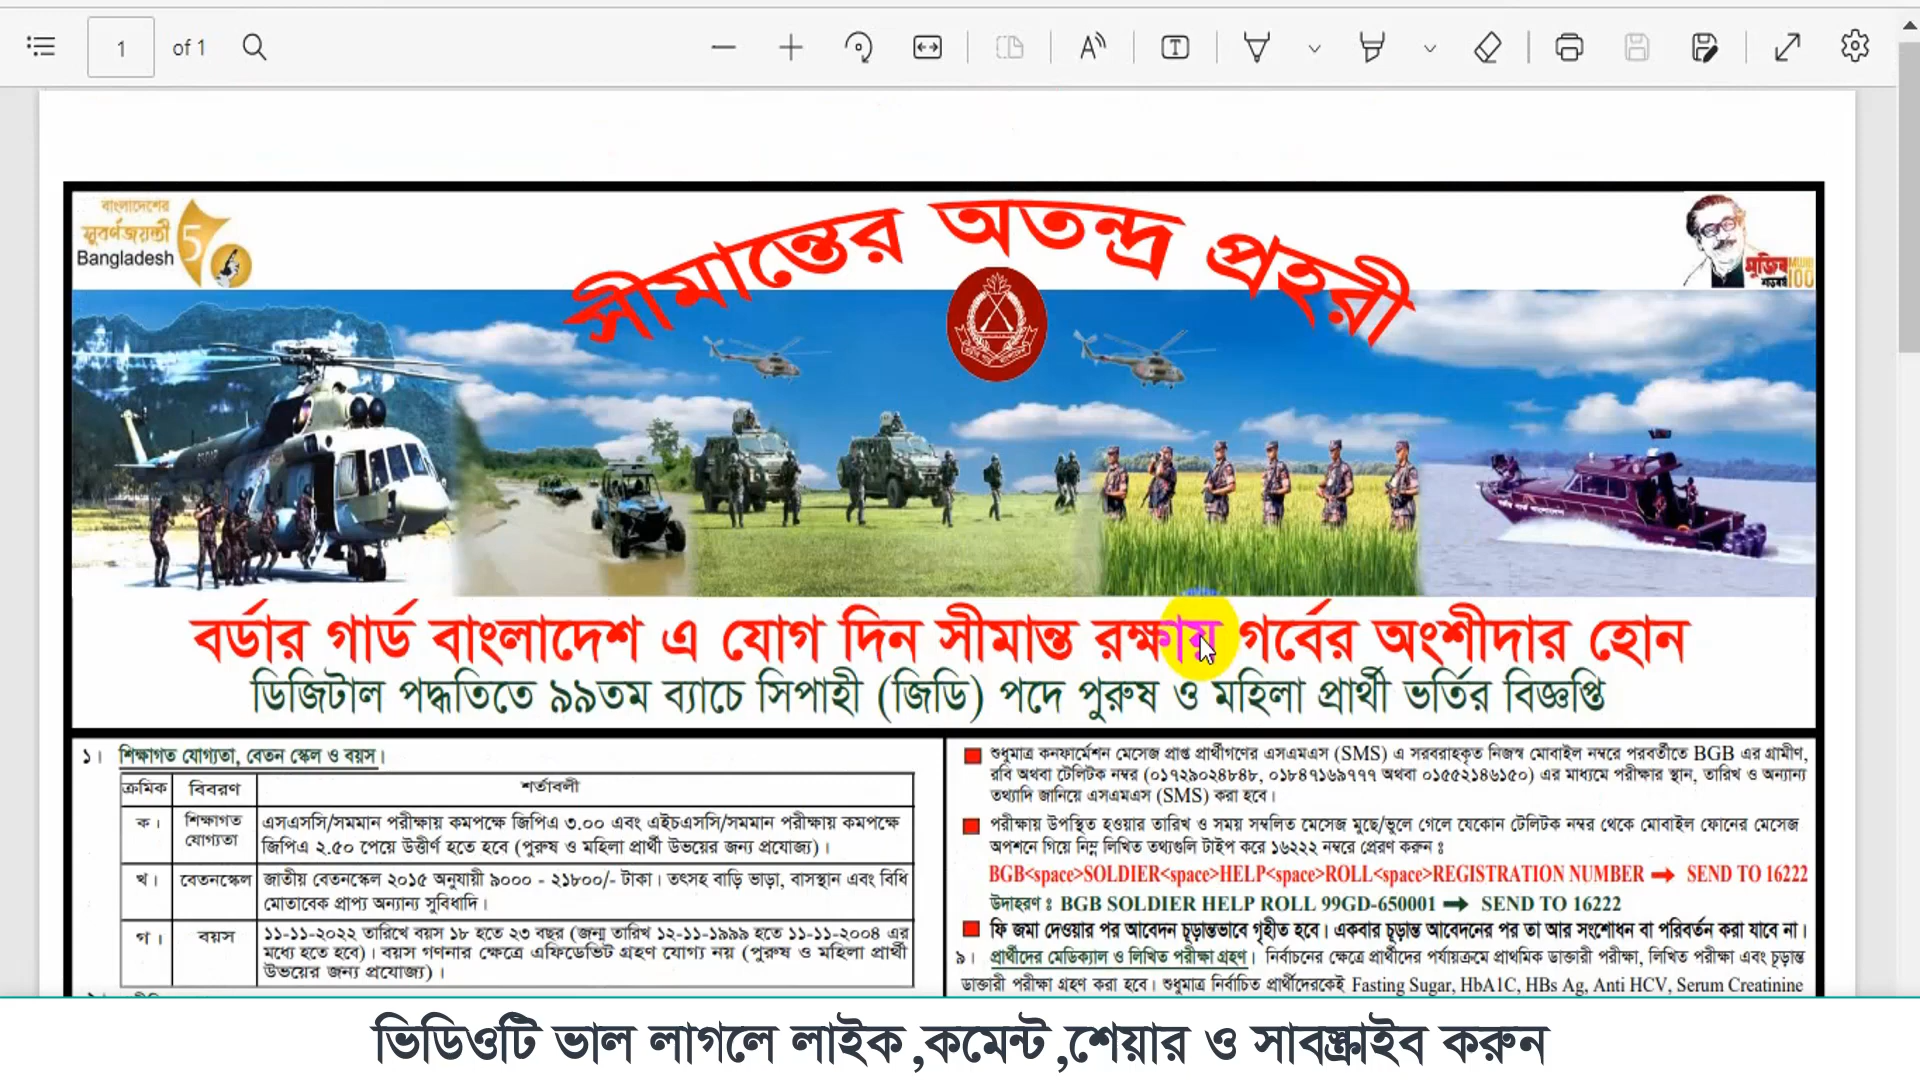 1 of 1
বাংলাদেশের
সুবর্ণজয়ন্তী
Bangladesh
50
সীমান্তের অতন্দ্র প্রহরী
মুজিব
শতবর্ষ
100
বর্ডার গার্ড বাংলাদেশ এ যোগ দিন সীমান্ত রক্ষায় গর্বের অংশীদার হোন
ডিজিটাল পদ্ধতিতে ৯৯তম ব্যাচে সিপাহী (জিডি) পদে পুরুষ ও মহিলা প্রার্থী ভর্তির বিজ্ঞপ্তি
১। শিক্ষাগত যোগ্যতা, বেতন স্কেল ও বয়স।
ক্রমিক বিবরণ শর্তাবলী
ক। শিক্ষাগত যোগ্যতা এসএসসি/সমমান পরীক্ষায় কমপক্ষে জিপিএ ৩.০০ এবং এইচএসসি/সমমান পরীক্ষায় কমপক্ষে
জিপিএ ২.৫০ পেয়ে উত্তীর্ণ হতে হবে (পুরুষ ও মহিলা প্রার্থী উভয়ের জন্য প্রযোজ্য)।
খ। বেতনস্কেল জাতীয় বেতনস্কেল ২০১৫ অনুযায়ী ৯০০০ - ২১৮০০/- টাকা। তৎসহ বাড়ি ভাড়া, বাসস্থান এবং বিধি
মোতাবেক প্রাপ্য অন্যান্য সুবিধাদি।
গ। বয়স ১১-১১-২০২২ তারিখে বয়স ১৮ হতে ২৩ বছর (জন্ম তারিখ ১২-১১-১৯৯৯ হতে ১১-১১-২০০৪ এর
মধ্যে হতে হবে)। বয়স গণনার ক্ষেত্রে এফিডেভিট গ্রহণ যোগ্য নয় (পুরুষ ও মহিলা প্রার্থী
উভয়ের জন্য প্রযোজ্য)।
শুধুমাত্র কনফার্মেশন মেসেজ প্রাপ্ত প্রার্থীগণের এসএমএস (SMS) এ সরবরাহকৃত নিজস্ব মোবাইল নম্বরে পরবর্তীতে BGB এর গ্রামীণ,
রবি অথবা টেলিটক নম্বর (০১৭২৯০২৪৮৪৮, ০১৮৪৭১৬৯৭৭৭ অথবা ০১৫৫২১৪৬১৫০) এর মাধ্যমে পরীক্ষার স্থান, তারিখ ও অন্যান্য
তথ্যাদি জানিয়ে এসএমএস (SMS) করা হবে।
পরীক্ষায় উপস্থিত হওয়ার তারিখ ও সময় সম্বলিত মেসেজ মুছে/ভুলে গেলে যেকোন টেলিটক নম্বর থেকে মোবাইল ফোনের মেসেজ
অপশনে গিয়ে নিম্ন লিখিত তথ্যগুলি টাইপ করে ১৬২২২ নম্বরে প্রেরণ করুন ঃ
BGB<space>SOLDIER<space>HELP<space>ROLL<space>REGISTRATION NUMBER ➞ SEND TO 16222
উদাহরণ ঃ BGB SOLDIER HELP ROLL 99GD-650001 ➞ SEND TO 16222
ফি জমা দেওয়ার পর আবেদন চূড়ান্তভাবে গৃহীত হবে। একবার চূড়ান্ত আবেদনের পর তা আর সংশোধন বা পরিবর্তন করা যাবে না।
৯। প্রার্থীদের মেডিক্যাল ও লিখিত পরীক্ষা গ্রহণ। নির্বাচনের ক্ষেত্রে প্রার্থীদের পর্যায়ক্রমে প্রাথমিক ডাক্তারী পরীক্ষা, লিখিত পরীক্ষা এবং চূড়ান্ত
ডাক্তারী পরীক্ষা গ্রহণ করা হবে। শুধুমাত্র নির্বাচিত প্রার্থীদেরকেই Fasting Sugar, HbA1C, HBs Ag, Anti HCV, Serum Creatinine
ভিডিওটি ভাল লাগলে লাইক ,কমেন্ট ,শেয়ার ও সাবস্ক্রাইব করুন